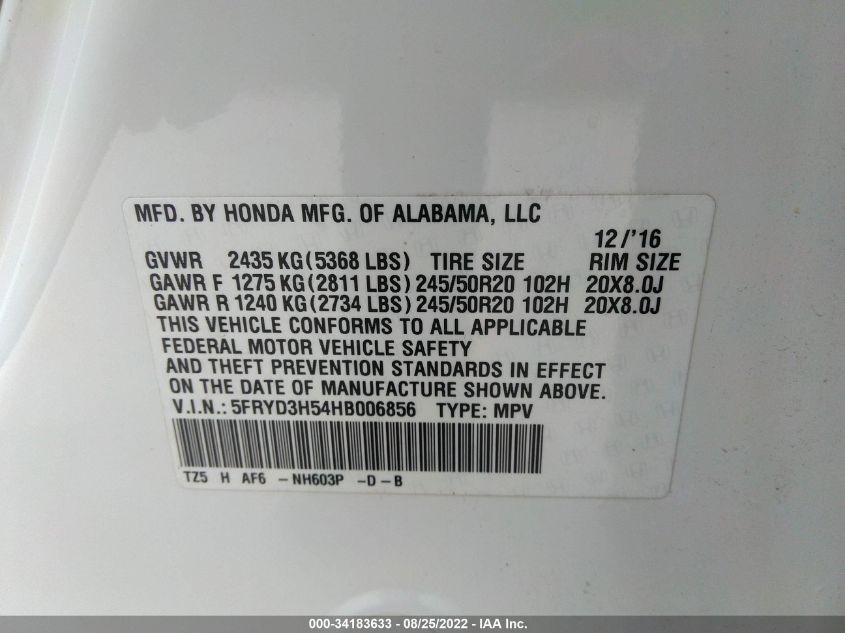 MFD. BY HONDA MFG. OF ALABAMA, LLC
12/'16
GVWR 2435 KG(5368 LBS) TIRE SIZE RIM SIZE
GAWR F 1275 KG(2811 LBS) 245/50R20 102H 20X8.0J
GAWR R 1240 KG(2734 LBS) 245/50R20 102H 20X8.0J
THIS VEHICLE CONFORMS TO ALL APPLICABLE
FEDERAL MOTOR VEHICLE SAFETY
AND THEFT PREVENTION STANDARDS IN EFFECT
ON THE DATE OF MANUFACTURE SHOWN ABOVE.
V.I.N.: 5FRYD3H54HB006856 TYPE: MPV
TZ5 H AF6 -NH603P -D-B
000-34183633 - 08/25/2022 - IAA Inc.